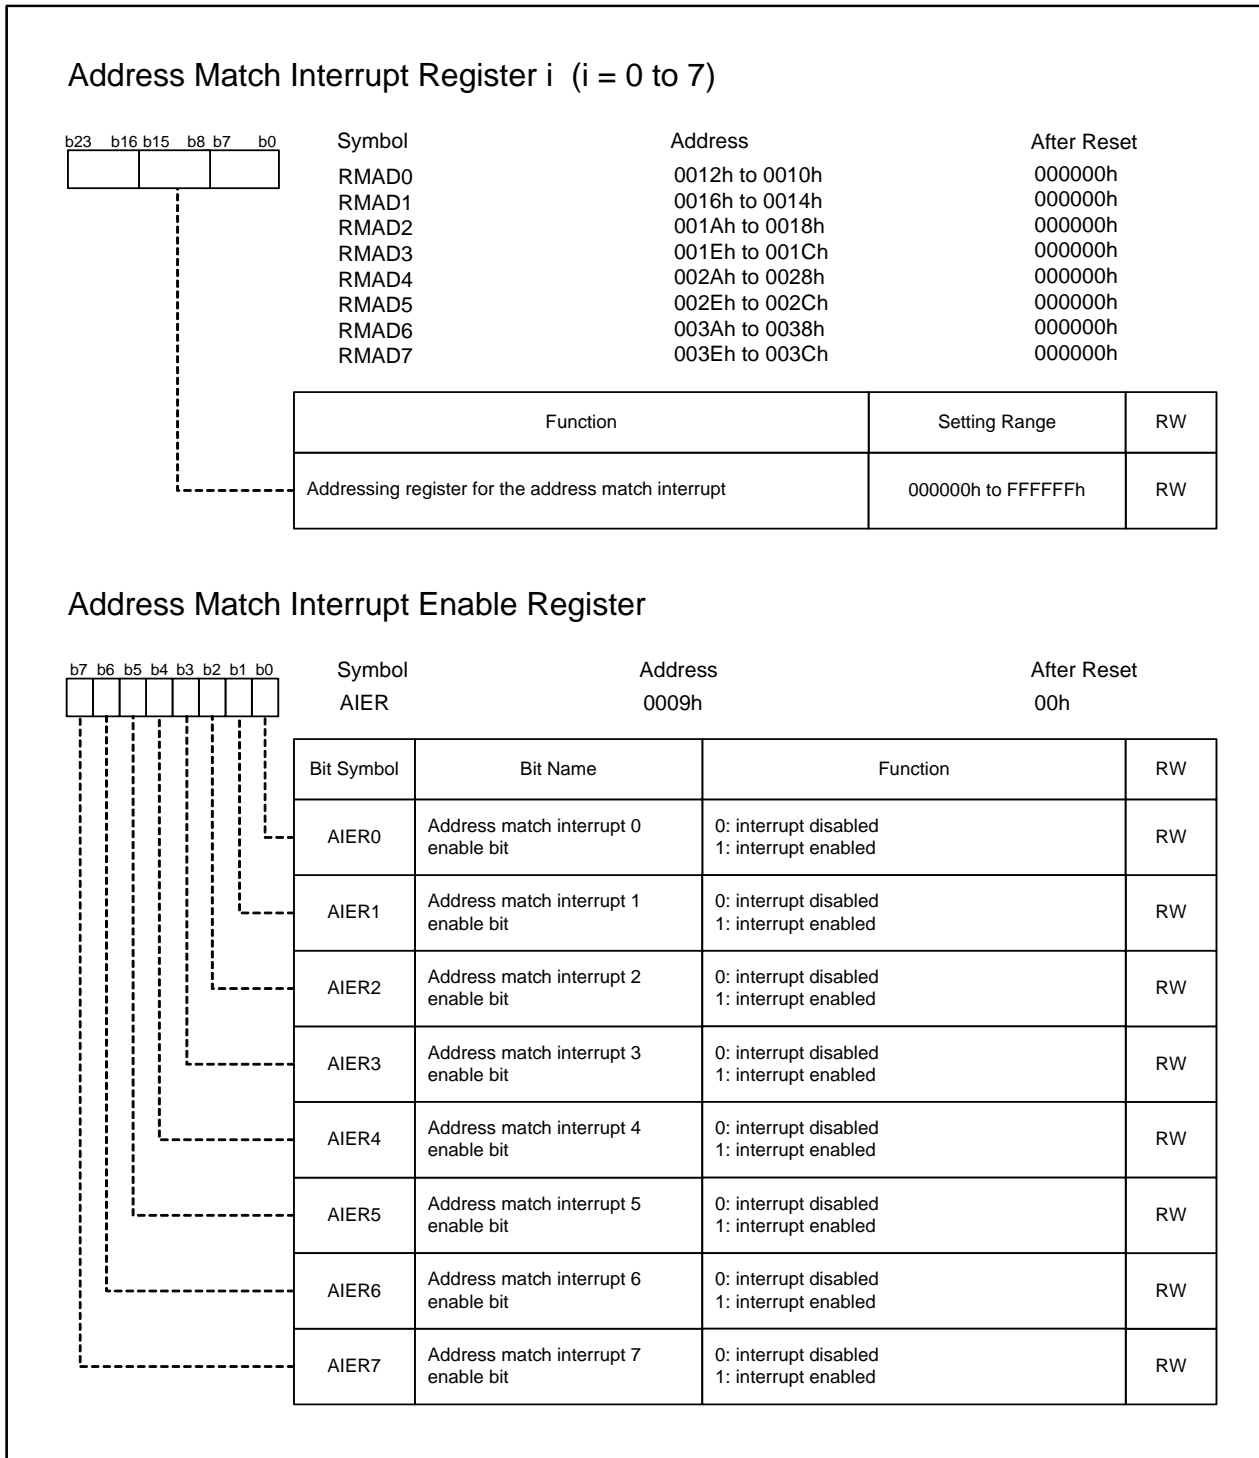 Address Match Interrupt Register i (i = 0 to 7)
b23 b16 b15 b8 b7 b0
Symbol Address After Reset
RMAD0 0012h to 0010h 000000h
RMAD1 0016h to 0014h 000000h
RMAD2 001Ah to 0018h 000000h
RMAD3 001Eh to 001Ch 000000h
RMAD4 002Ah to 0028h 000000h
RMAD5 002Eh to 002Ch 000000h
RMAD6 003Ah to 0038h 000000h
RMAD7 003Eh to 003Ch 000000h
Function Setting Range RW
Addressing register for the address match interrupt 000000h to FFFFFFh RW
Address Match Interrupt Enable Register
b7 b6 b5 b4 b3 b2 b1 b0
Symbol Address After Reset
AIER 0009h 00h
Bit Symbol Bit Name Function RW
AIER0 Address match interrupt 0 0: interrupt disabled RW
enable bit 1: interrupt enabled
AIER1 Address match interrupt 1 0: interrupt disabled RW
enable bit 1: interrupt enabled
AIER2 Address match interrupt 2 0: interrupt disabled RW
enable bit 1: interrupt enabled
AIER3 Address match interrupt 3 0: interrupt disabled RW
enable bit 1: interrupt enabled
AIER4 Address match interrupt 4 0: interrupt disabled RW
enable bit 1: interrupt enabled
AIER5 Address match interrupt 5 0: interrupt disabled RW
enable bit 1: interrupt enabled
AIER6 Address match interrupt 6 0: interrupt disabled RW
enable bit 1: interrupt enabled
AIER7 Address match interrupt 7 0: interrupt disabled RW
enable bit 1: interrupt enabled